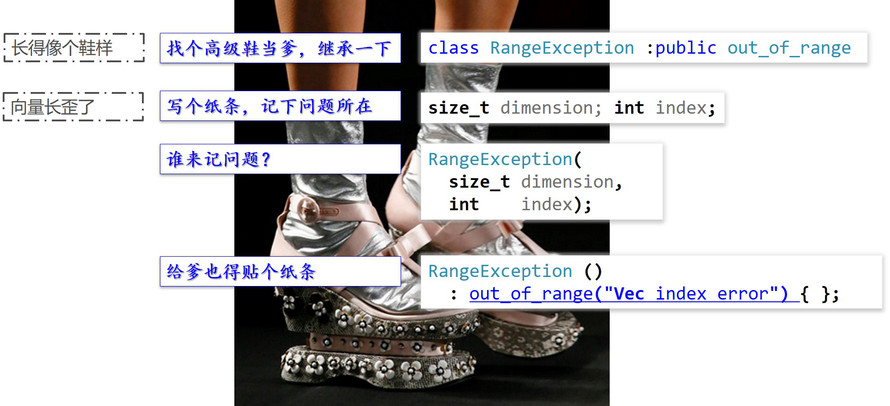 长得像个鞋样
找个高级鞋当爹，继承一下
class RangeException :public out_of_range
向量长歪了
写个纸条，记下问题所在
size_t dimension; int index;
谁来记问题？
RangeException(
size_t dimension,
int index);
给爹也得贴个纸条
RangeException ()
: out_of_range("Vec index error") { };